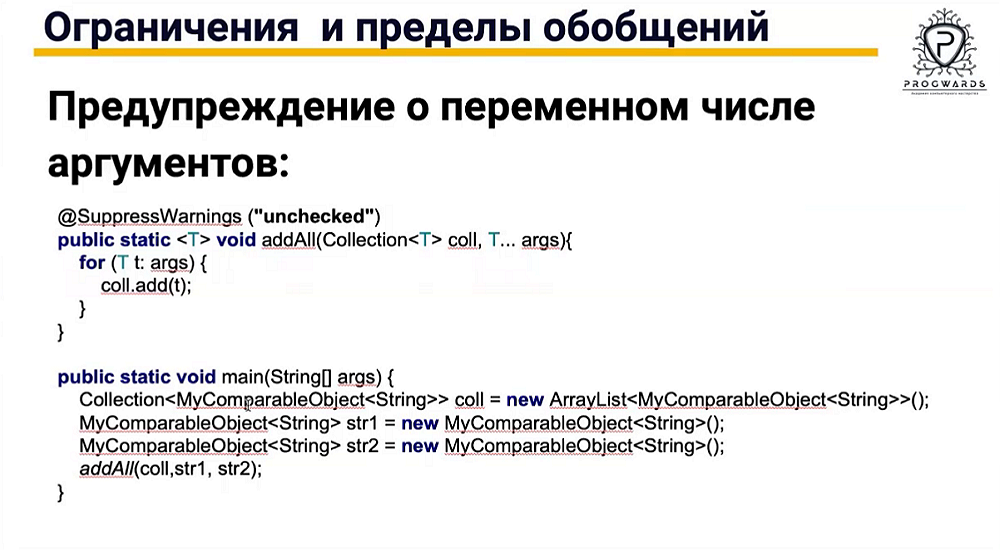 Ограничения и пределы обобщений
PROGWARDS
Предупреждение о переменном числе
аргументов:
@SuppressWarnings ("unchecked")
public static <T> void addAll(Collection<T> coll, T... args){
for (T t: args) {
coll.add(t);
}
}
public static void main(String[] args) {
Collection<MyComparableObject<String>> coll = new ArrayList<MyComparableObject<String>>();
MyComparableObject<String> str1 = new MyComparableObject<String>();
MyComparableObject<String> str2 = new MyComparableObject<String>();
addAll(coll,str1, str2);
}